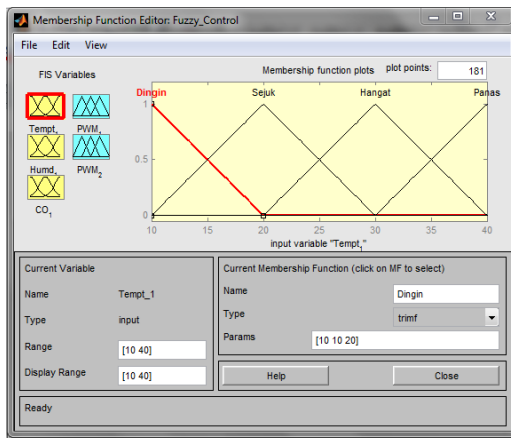 Membership Function Editor: Fuzzy_Control
File Edit View
FIS Variables
Membership function plots plot points: 181
Dingin Sejuk Hangat Panas
Tempt1 PWM1
Humd1 PWM2
CO1
1
0.5
0
10 15 20 25 30 35 40
input variable "Tempt1"
Current Variable
Name Tempt_1
Type input
Range [10 40]
Display Range [10 40]
Current Membership Function (click on MF to select)
Name Dingin
Type trimf
Params [10 10 20]
Help Close
Ready